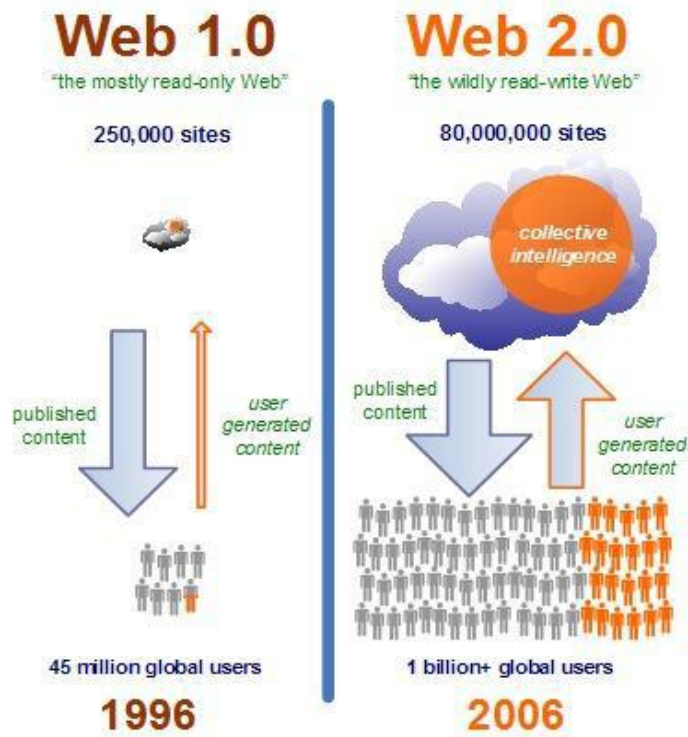 Web 1.0
"the mostly read-only Web"
250,000 sites
published
content
user
generated
content
45 million global users
1996
Web 2.0
"the wildly read-write Web"
80,000,000 sites
collective
intelligence
published
content
user
generated
content
1 billion+ global users
2006